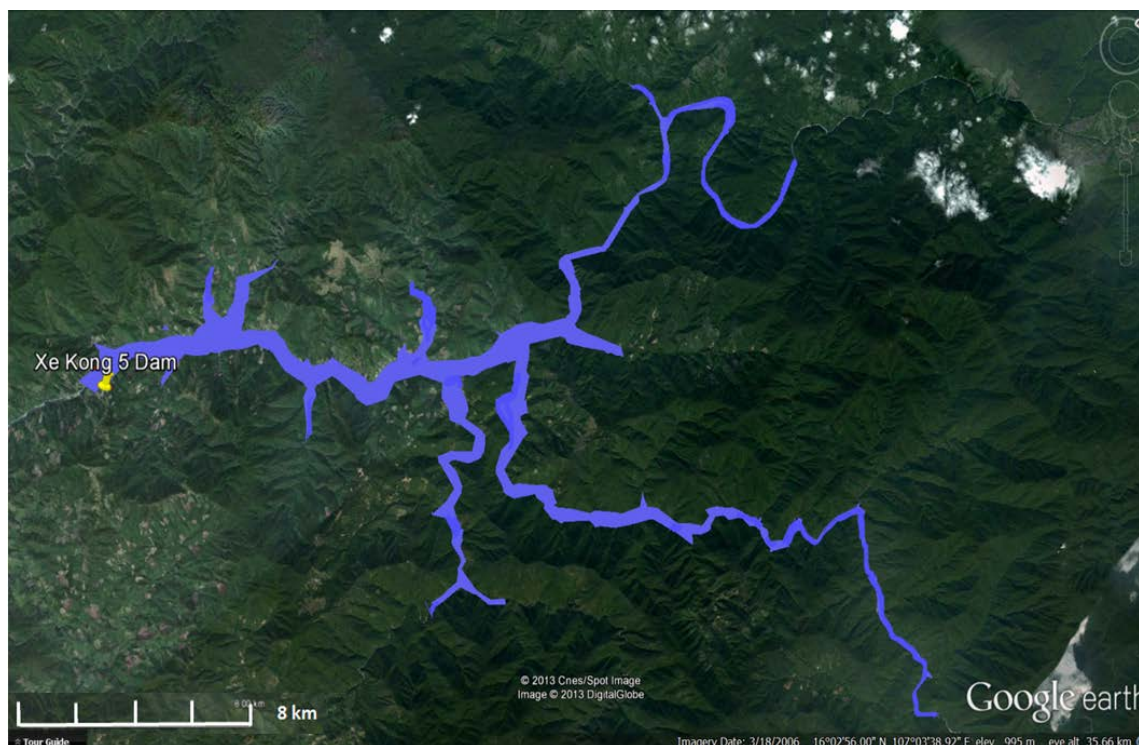 Xe Kong 5 Dam
© 2013 Cnes/Spot Image
Image © 2013 DigitalGlobe
Google earth
8 km
Tour Guide
Imagery Date: 3/18/2006 16°02'56.00" N 107°03'38.92" E elev 995 m eye alt 35.66 km